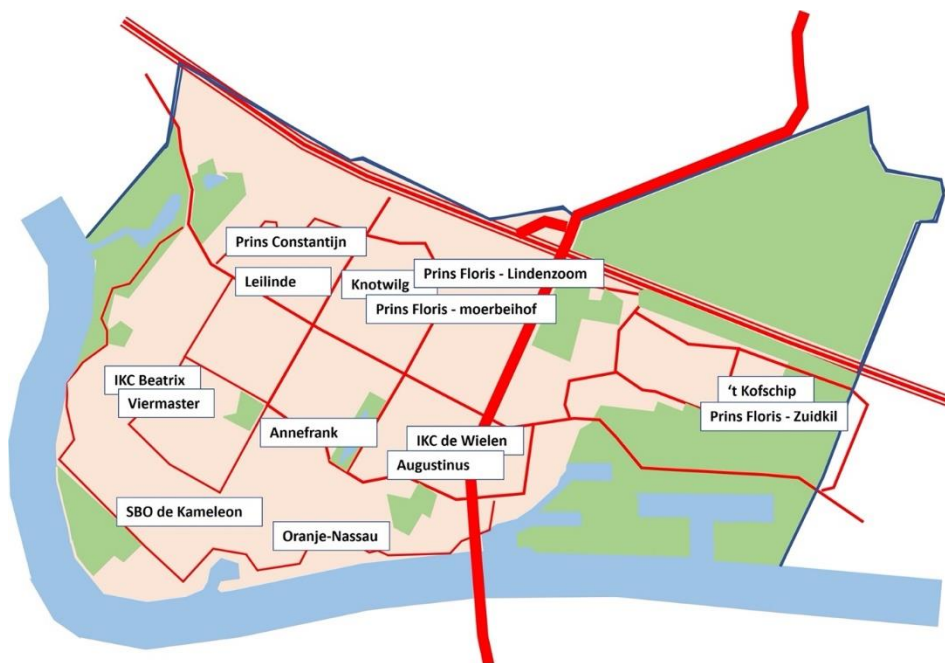 Prins Constantijn
Leilinde
Knotwilg
Prins Floris - Lindenzoom
Prins Floris - moerbeihof
IKC Beatrix
Viermaster
Annefrank
IKC de Wielen
Augustinus
‘t Kofschip
Prins Floris - Zuidkil
SBO de Kameleon
Oranje-Nassau